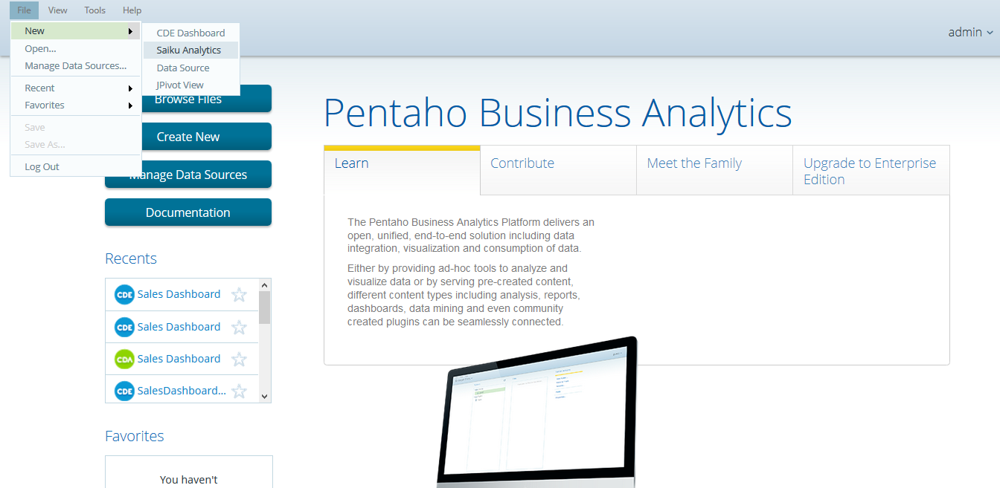 File View Tools Help
New
Open...
Manage Data Sources...
Recent
Favorites
Save
Save As...
Log Out
CDE Dashboard
Saiku Analytics
Data Source
JPivot View
admin
Browse Files
Create New
Manage Data Sources
Documentation
Recents
CDE Sales Dashboard
CDE Sales Dashboard
CDA Sales Dashboard
CDE SalesDashboard...
Favorites
You haven't
Pentaho Business Analytics
Learn
Contribute
Meet the Family
Upgrade to Enterprise
Edition
The Pentaho Business Analytics Platform delivers an
open, unified, end-to-end solution including data
integration, visualization and consumption of data.
Either by providing ad-hoc tools to analyze and
visualize data or by serving pre-created content,
different content types including analysis, reports,
dashboards, data mining and even community
created plugins can be seamlessly connected.